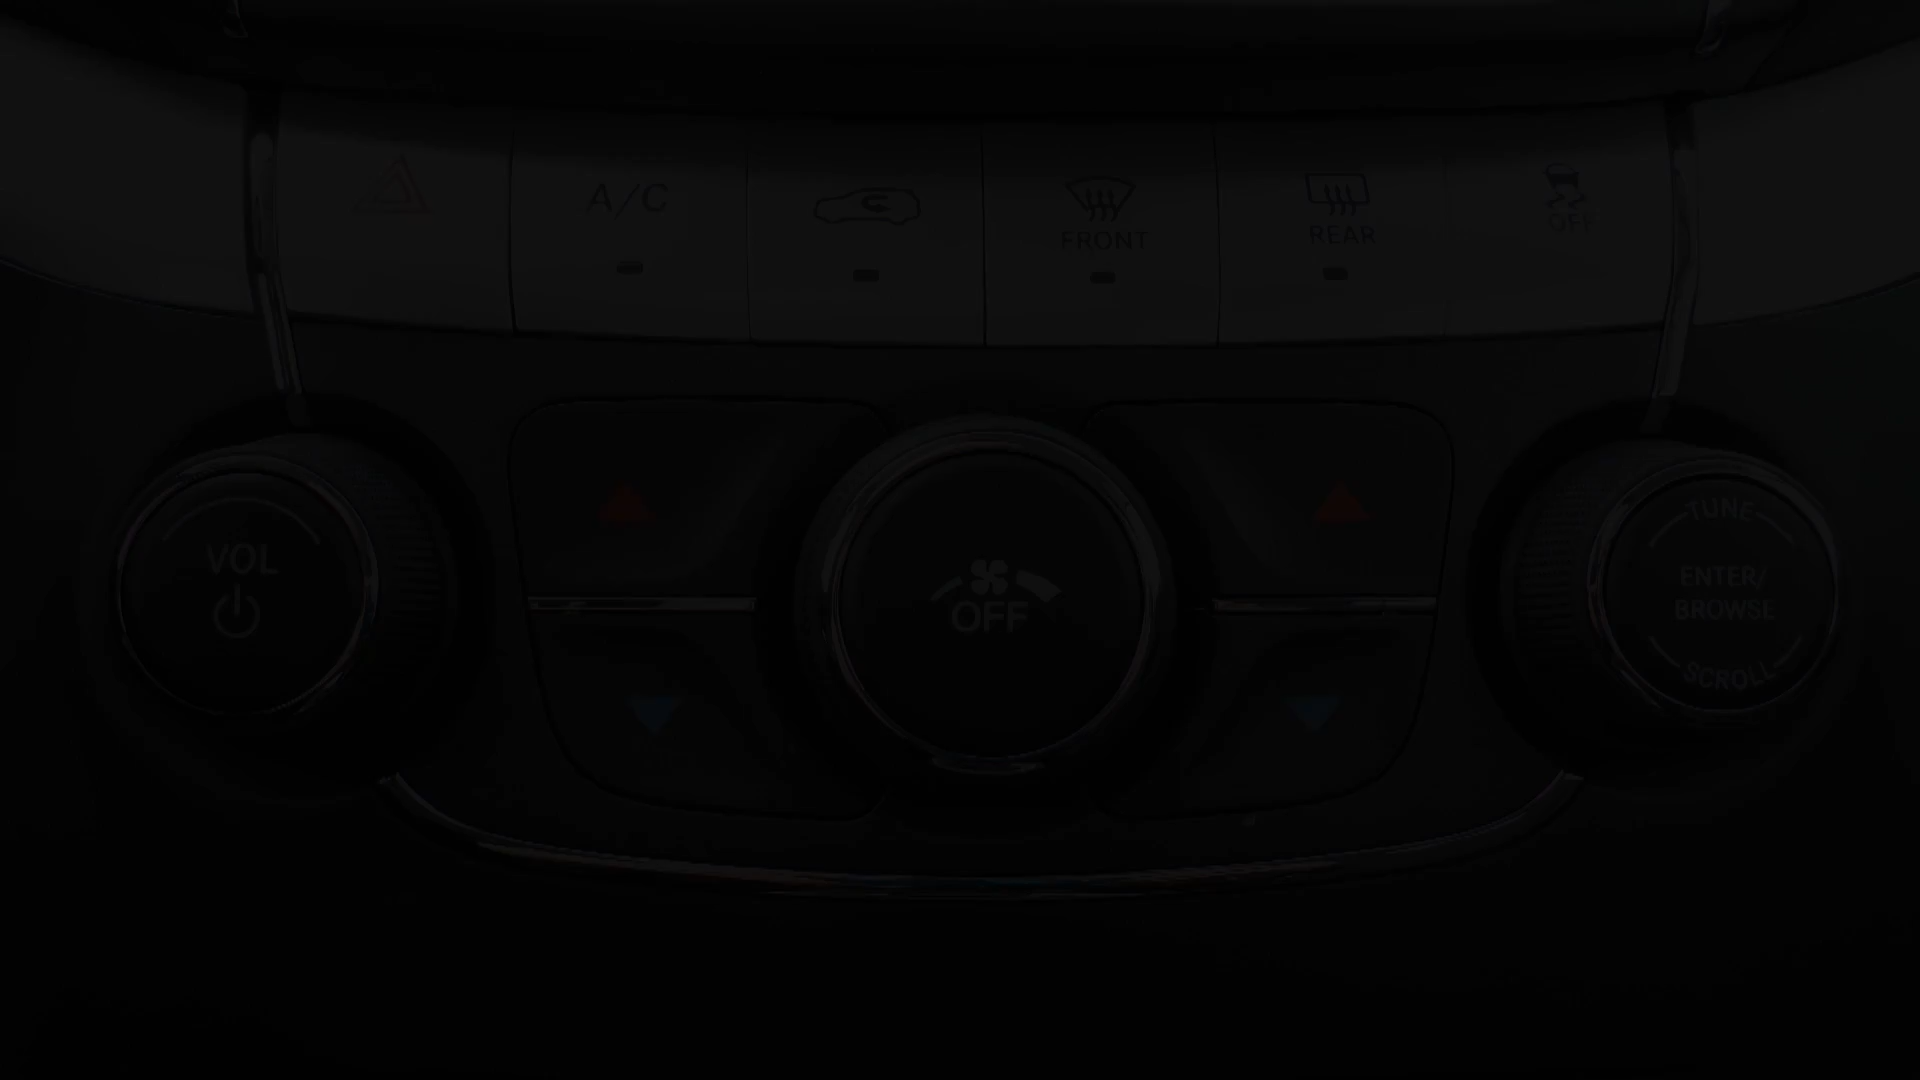 A/C
FRONT
REAR
OFF
VOL
OFF
TUNE
ENTER/
BROWSE
SCROLL